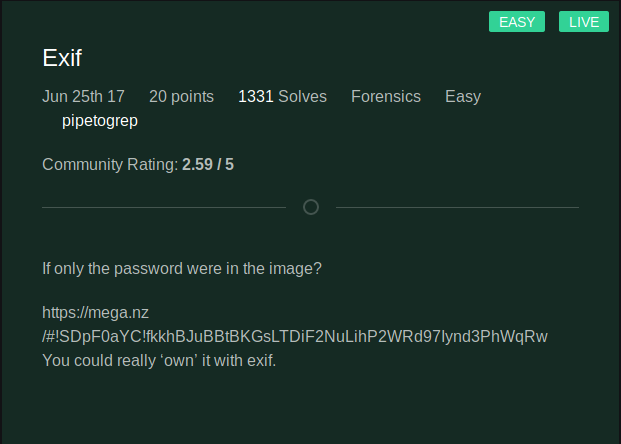 EASY LIVE
Exif
Jun 25th 17 20 points 1331 Solves Forensics Easy
pipetogrep
Community Rating: 2.59 / 5
If only the password were in the image?
https://mega.nz
/#!SDpF0aYC!fkkhBJuBBtBKGsLTDiF2NuLihP2WRd97lynd3PhWqRw
You could really ‘own’ it with exif.